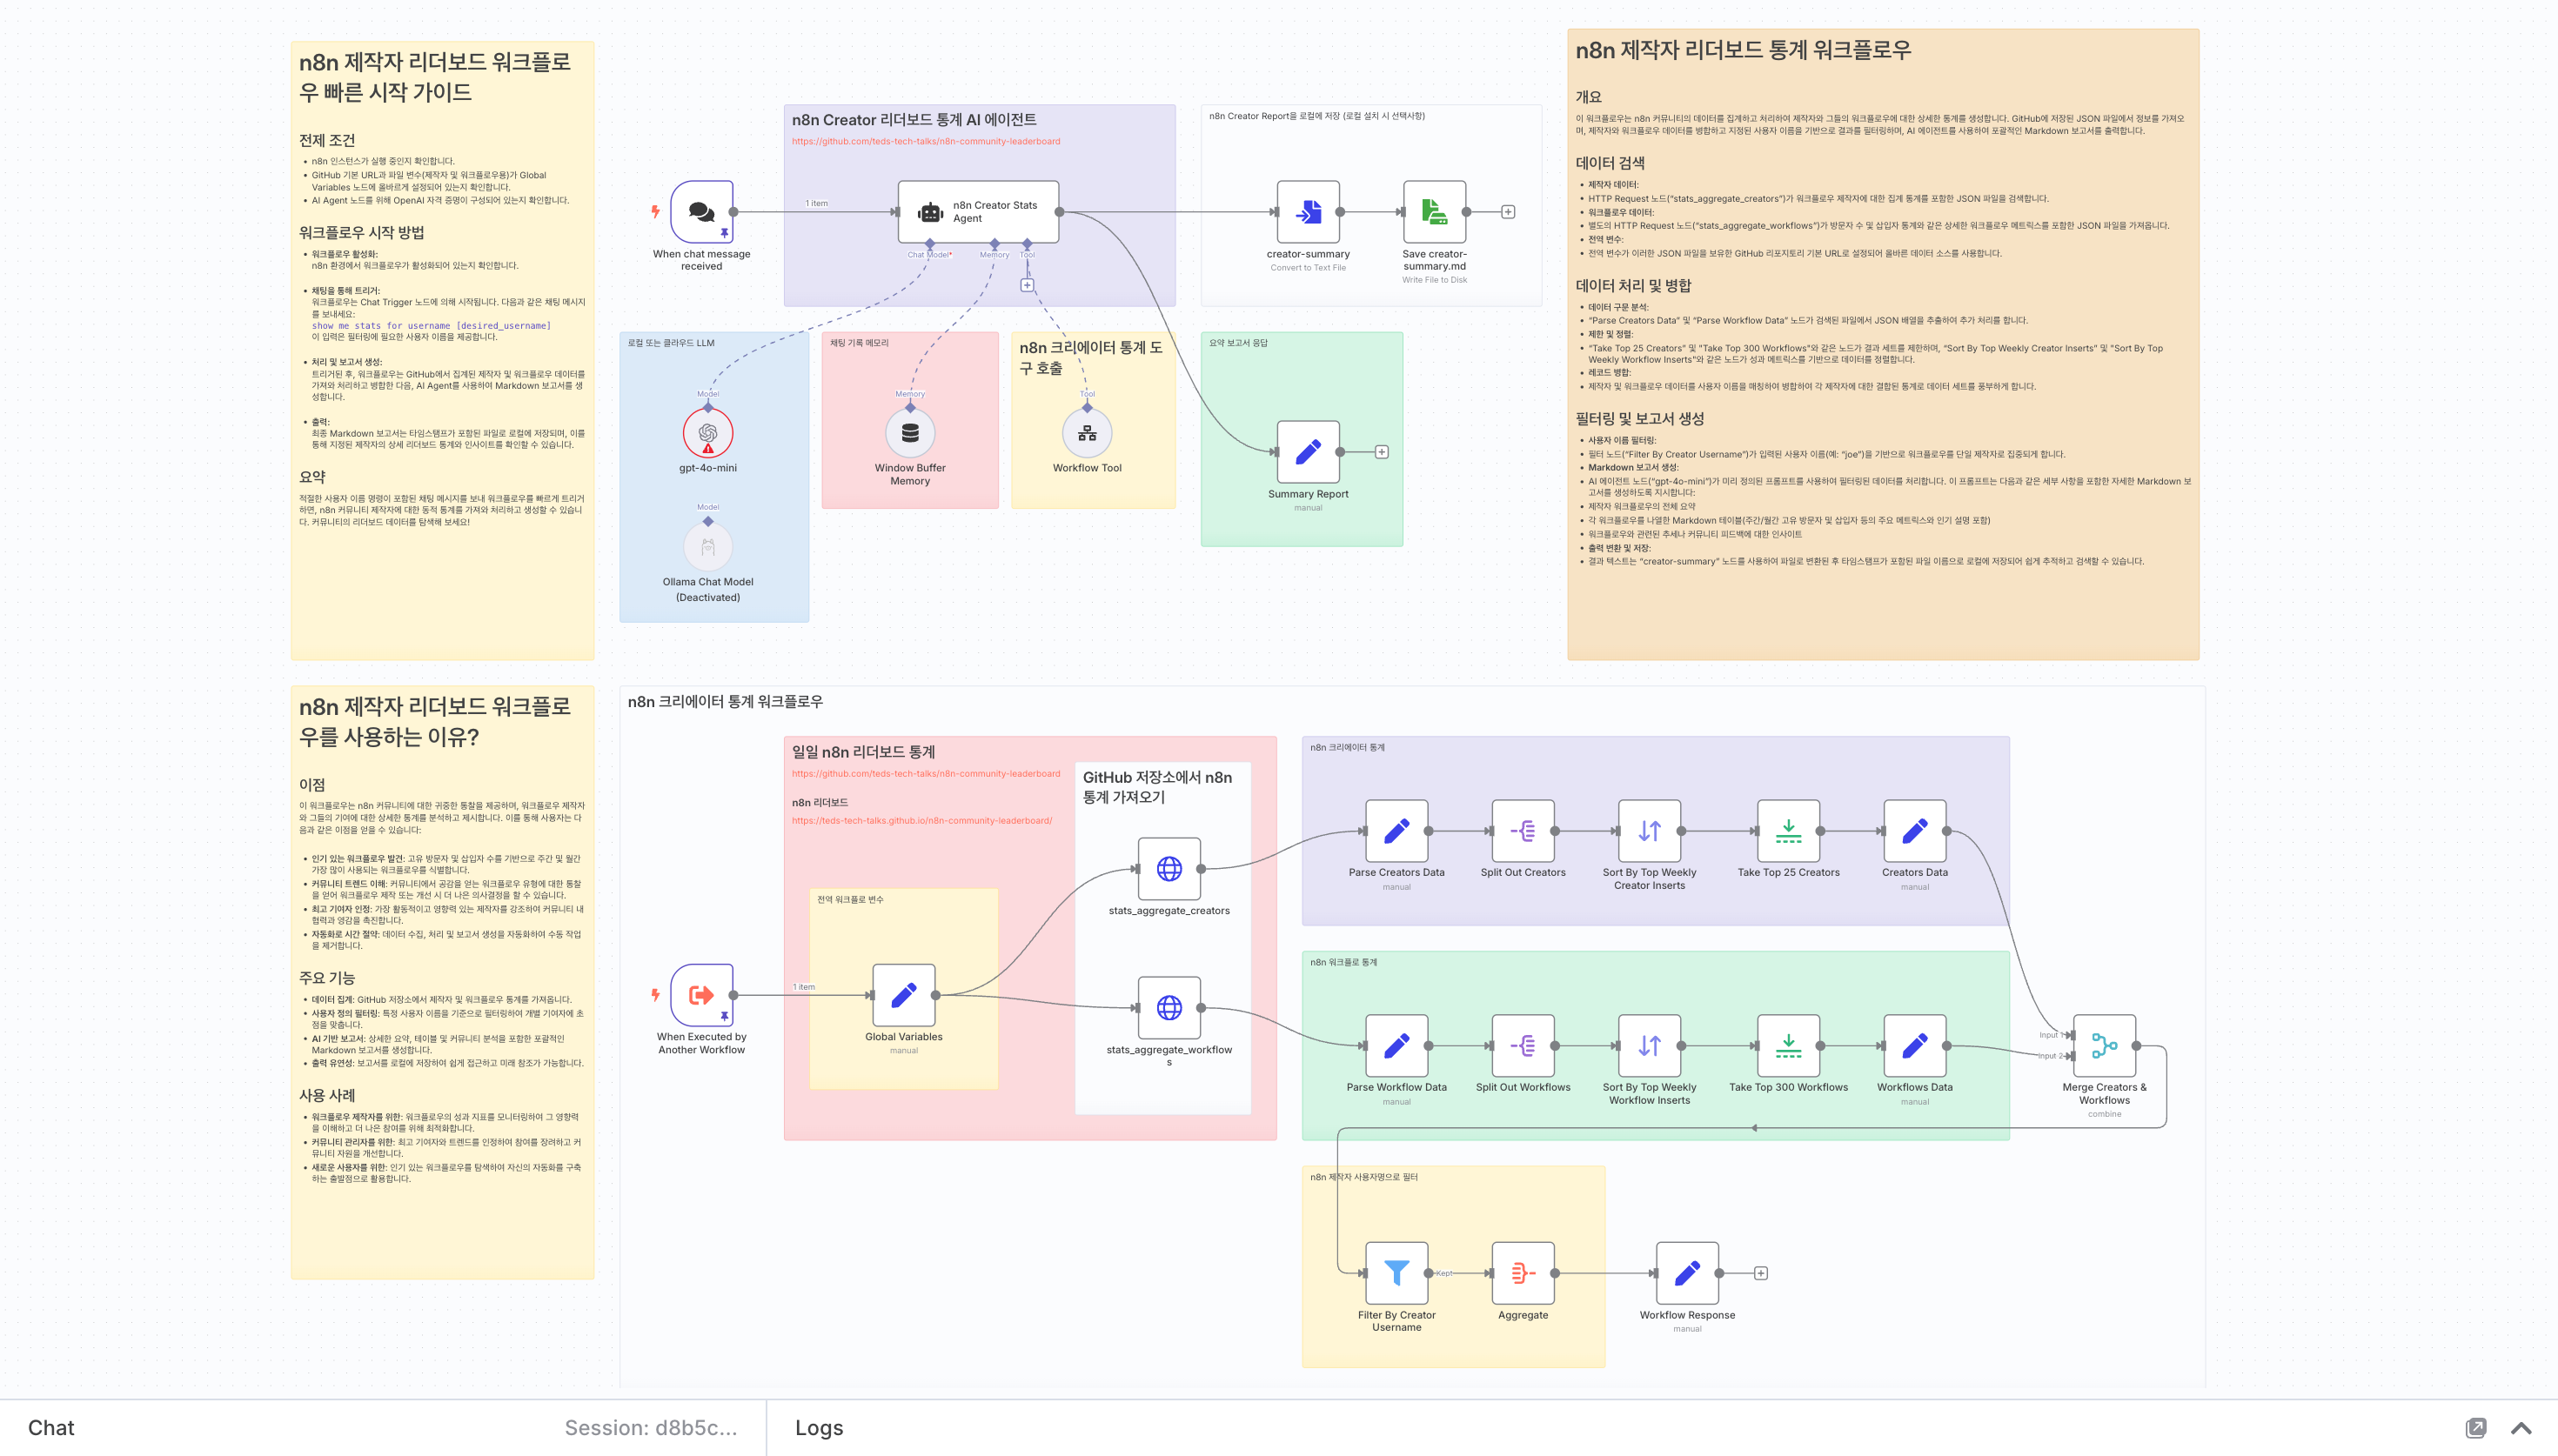 n8n 제작자 리더보드 워크플로
우 빠른 시작 가이드
전제 조건
• n8n 인스턴스가 실행 중인지 확인합니다.
• GitHub 기본 URL과 파일 변수(제작자 및 워크플로우용)가 Global
Variables 노드에 올바르게 설정되어 있는지 확인합니다.
• AI Agent 노드를 위해 OpenAI 자격 증명이 구성되어 있는지 확인합니다.
워크플로우 시작 방법
• 워크플로우 활성화:
n8n 환경에서 워크플로우가 활성화되어 있는지 확인합니다.
• 채팅을 통해 트리거:
워크플로우는 Chat Trigger 노드에 의해 시작됩니다. 다음과 같은 채팅 메시지
를 보내세요:
show me stats for username [desired_username]
이 입력은 필터링에 필요한 사용자 이름을 제공합니다.
• 처리 및 보고서 생성:
트리거된 후, 워크플로우는 GitHub에서 집계된 제작자 및 워크플로우 데이터를
가져와 처리하고 병합한 다음, AI Agent를 사용하여 Markdown 보고서를 생
성합니다.
• 출력:
최종 Markdown 보고서는 타임스탬프가 포함된 파일로 로컬에 저장되며, 이를
통해 지정된 제작자의 상세 리더보드 통계와 인사이트를 확인할 수 있습니다.
요약
적절한 사용자 이름 명령이 포함된 채팅 메시지를 보내 워크플로우를 빠르게 트리거
하면, n8n 커뮤니티 제작자에 대한 동적 통계를 가져와 처리하고 생성할 수 있습니
다. 커뮤니티의 리더보드 데이터를 탐색해 보세요!
n8n Creator 리더보드 통계 AI 에이전트
https://github.com/teds-tech-talks/n8n-community-leaderboard
When chat message
received
1 item
n8n Creator Stats
Agent
Chat Model*
Memory
Tool
n8n Creator Report을 로컬에 저장 (로컬 설치 시 선택사항)
creator-summary
Convert to Text File
Save creator-
summary.md
Write File to Disk
로컬 또는 클라우드 LLM
Model
gpt-4o-mini
Model
Ollama Chat Model
(Deactivated)
채팅 기록 메모리
Memory
Window Buffer
Memory
n8n 크리에이터 통계 도
구 호출
Tool
Workflow Tool
요약 보고서 응답
Summary Report
manual
n8n 제작자 리더보드 통계 워크플로우
개요
이 워크플로우는 n8n 커뮤니티의 데이터를 집계하고 처리하여 제작자와 그들의 워크플로우에 대한 상세한 통계를 생성합니다. GitHub에 저장된 JSON 파일에서 정보를 가져오
며, 제작자와 워크플로우 데이터를 병합하고 지정된 사용자 이름을 기반으로 결과를 필터링하며, AI 에이전트를 사용하여 포괄적인 Markdown 보고서를 출력합니다.
데이터 검색
• 제작자 데이터:
• HTTP Request 노드("stats_aggregate_creators")가 워크플로우 제작자에 대한 집계 통계를 포함한 JSON 파일을 검색합니다.
• 워크플로우 데이터:
• 별도의 HTTP Request 노드("stats_aggregate_workflows")가 방문자 수 및 삽입자 통계와 같은 상세한 워크플로우 메트릭스를 포함한 JSON 파일을 가져옵니다.
• 전역 변수:
• 전역 변수가 이러한 JSON 파일을 보유한 GitHub 리포지토리 기본 URL로 설정되어 올바른 데이터 소스를 사용합니다.
데이터 처리 및 병합
• 데이터 구문 분석:
• "Parse Creators Data" 및 "Parse Workflow Data" 노드가 검색된 파일에서 JSON 배열을 추출하여 추가 처리를 합니다.
• 제한 및 정렬:
• "Take Top 25 Creators" 및 "Take Top 300 Workflows"와 같은 노드가 결과 세트를 제한하며, "Sort By Top Weekly Creator Inserts" 및 "Sort By Top
Weekly Workflow Inserts"와 같은 노드가 성과 메트릭스를 기반으로 데이터를 정렬합니다.
• 레코드 병합:
• 제작자 및 워크플로우 데이터를 사용자 이름을 매칭하여 병합하여 각 제작자에 대한 결합된 통계로 데이터 세트를 풍부하게 합니다.
필터링 및 보고서 생성
• 사용자 이름 필터링:
• 필터 노드("Filter By Creator Username")가 입력된 사용자 이름(예: "joe")을 기반으로 워크플로우를 단일 제작자로 집중되게 합니다.
• Markdown 보고서 생성:
• AI 에이전트 노드("gpt-4o-mini")가 미리 정의된 프롬프트를 사용하여 필터링된 데이터를 처리합니다. 이 프롬프트는 다음과 같은 세부 사항을 포함한 자세한 Markdown 보
고서를 생성하도록 지시합니다:
• 제작자 워크플로우의 전체 요약
• 각 워크플로우를 나열한 Markdown 테이블(주간/월간 고유 방문자 및 삽입자 등의 주요 메트릭스와 인기 설명 포함)
• 워크플로우와 관련된 추세나 커뮤니티 피드백에 대한 인사이트
• 출력 변환 및 저장:
• 결과 텍스트는 "creator-summary" 노드를 사용하여 파일로 변환된 후 타임스탬프가 포함된 파일 이름으로 로컬에 저장되어 쉽게 추적하고 검색할 수 있습니다.
n8n 제작자 리더보드 워크플로
우를 사용하는 이유?
이점
이 워크플로우는 n8n 커뮤니티에 대한 귀중한 통찰을 제공하며, 워크플로우 제작자
와 그들의 기여에 대한 상세한 통계를 분석하고 제시합니다. 이를 통해 사용자는 다
음과 같은 이점을 얻을 수 있습니다:
• 인기 있는 워크플로우 발견: 고유 방문자 및 삽입자 수를 기반으로 주간 및 월간
가장 많이 사용되는 워크플로우를 식별합니다.
• 커뮤니티 트렌드 이해: 커뮤니티에서 공감을 얻는 워크플로우 유형에 대한 통찰
을 얻어 워크플로우 제작 또는 개선 시 더 나은 의사결정을 할 수 있습니다.
• 최고 기여자 인정: 가장 활동적이고 영향력 있는 제작자를 강조하여 커뮤니티 내
협력과 영감을 촉진합니다.
• 자동화로 시간 절약: 데이터 수집, 처리 및 보고서 생성을 자동화하여 수동 작업
을 제거합니다.
주요 기능
• 데이터 집계: GitHub 저장소에서 제작자 및 워크플로우 통계를 가져옵니다.
• 사용자 정의 필터링: 특정 사용자 이름을 기준으로 필터링하여 개별 기여자에 초
점을 맞춥니다.
• AI 기반 보고서: 상세한 요약, 테이블 및 커뮤니티 분석을 포함한 포괄적인
Markdown 보고서를 생성합니다.
• 출력 유연성: 보고서를 로컬에 저장하여 쉽게 접근하고 미래 참조가 가능합니다.
사용 사례
• 워크플로우 제작자를 위한: 워크플로우의 성과 지표를 모니터링하여 그 영향력
을 이해하고 더 나은 참여를 위해 최적화합니다.
• 커뮤니티 관리자를 위한: 최고 기여자와 트렌드를 인정하여 참여를 장려하고 커
뮤니티 자원을 개선합니다.
• 새로운 사용자를 위한: 인기 있는 워크플로우를 탐색하여 자신의 자동화를 구축
하는 출발점으로 활용합니다.
n8n 크리에이터 통계 워크플로우
When Executed by
Another Workflow
1 item
일일 n8n 리더보드 통계
https://github.com/teds-tech-talks/n8n-community-leaderboard
n8n 리더보드
https://teds-tech-talks.github.io/n8n-community-leaderboard/
전역 워크플로 변수
Global Variables
manual
GitHub 저장소에서 n8n
통계 가져오기
stats_aggregate_creators
stats_aggregate_workflow
s
n8n 크리에이터 통계
Parse Creators Data
manual
Split Out Creators
Sort By Top Weekly
Creator Inserts
Take Top 25 Creators
Creators Data
manual
n8n 워크플로 통계
Parse Workflow Data
manual
Split Out Workflows
Sort By Top Weekly
Workflow Inserts
Take Top 300 Workflows
Workflows Data
manual
Input 1
Input 2
Merge Creators &
Workflows
combine
n8n 제작자 사용자명으로 필터
Filter By Creator
Username
Kept
Aggregate
Workflow Response
manual
Chat
Session: d8b5c...
Logs